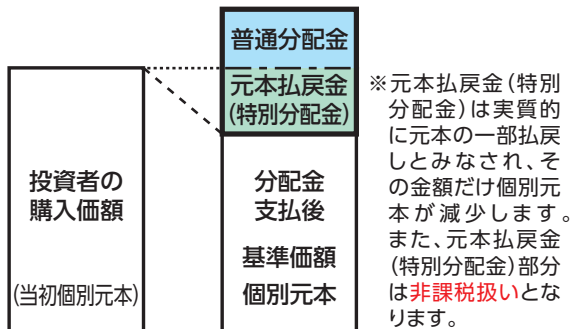 普通分配金
元本払戻金
(特別分配金)
投資者の
購入価額
(当初個別元本)
分配金
支払後
基準価額
個別元本
※元本払戻金(特別
分配金)は実質的
に元本の一部払戻
しとみなされ、そ
の金額だけ個別元
本が減少します。
また、元本払戻金
(特別分配金)部分
は非課税扱いとな
ります。